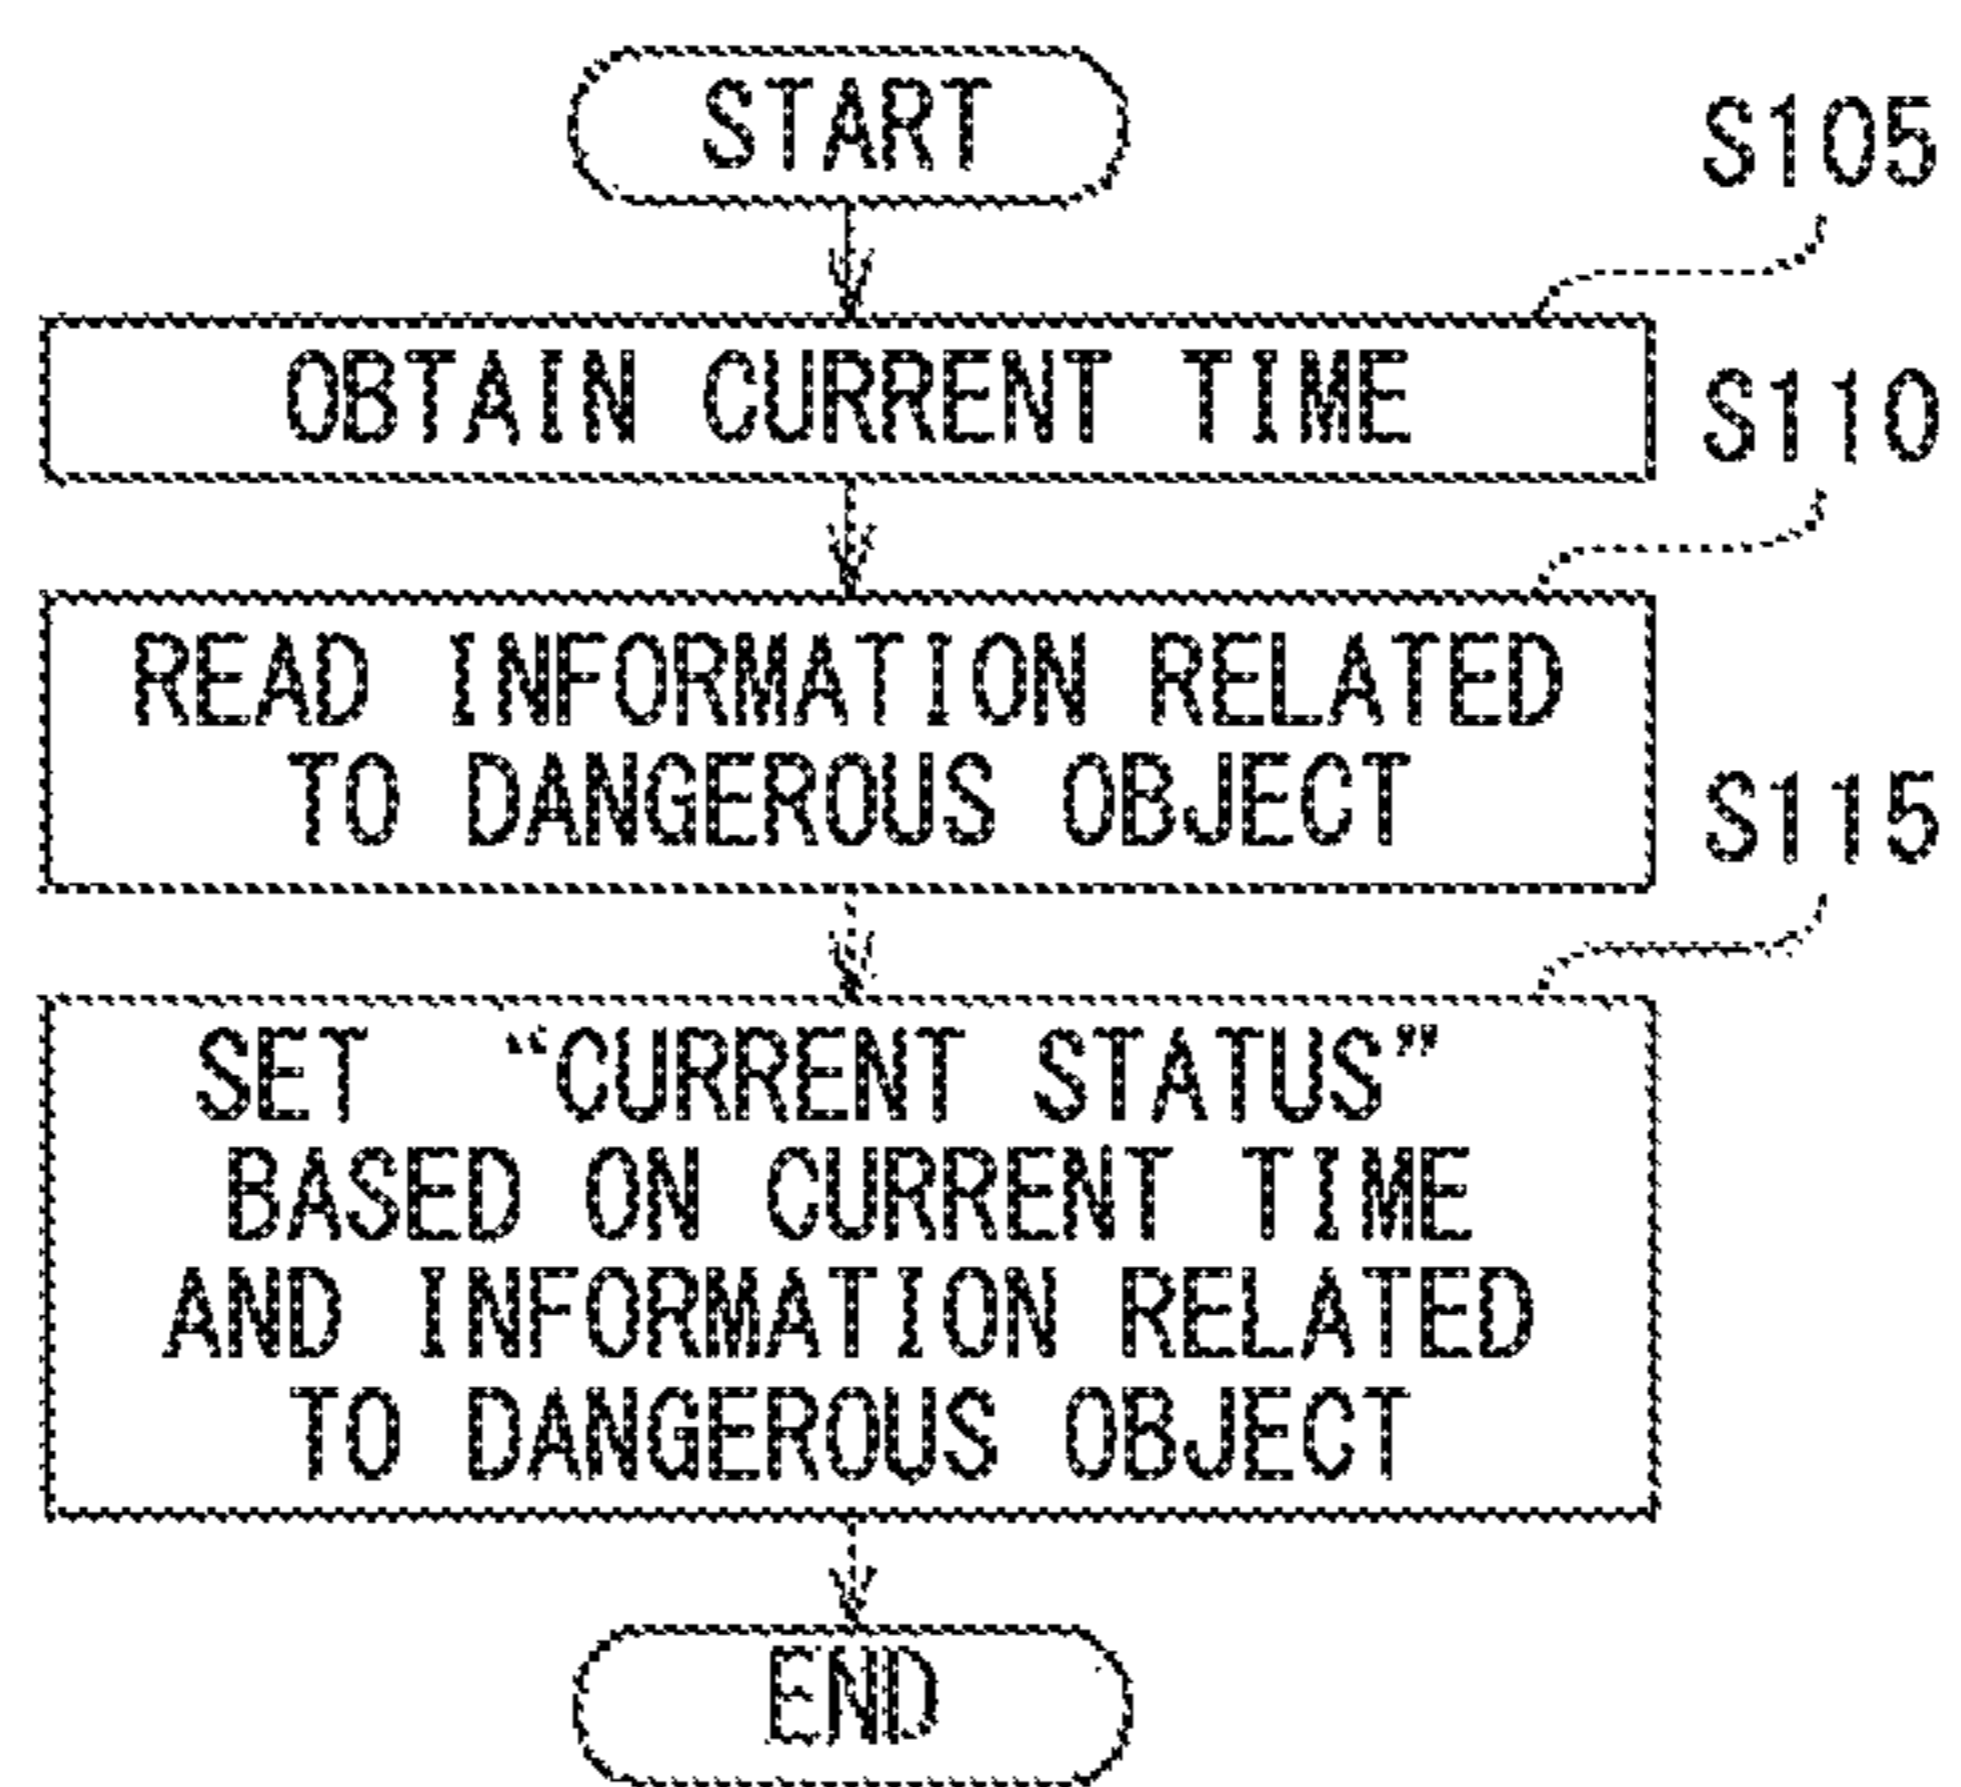 START
S105
OBTAIN CURRENT TIME
S110
READ INFORMATION RELATED
TO DANGEROUS OBJECT
S115
SET “CURRENT STATUS”
BASED ON CURRENT TIME
AND INFORMATION RELATED
TO DANGEROUS OBJECT
END